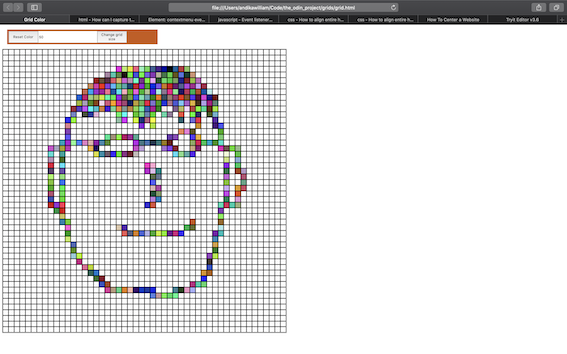 file:///Users/andikawilliam/Code/the_odin_project/grids/grid.html
Grid Color
html - How can I capture t...
Element: contextmenu eve...
javascript - Event listener...
css - How to align entire h...
css - How to align entire h...
How To Center a Website
Tryit Editor v3.6
Reset Color
50
Change grid
size